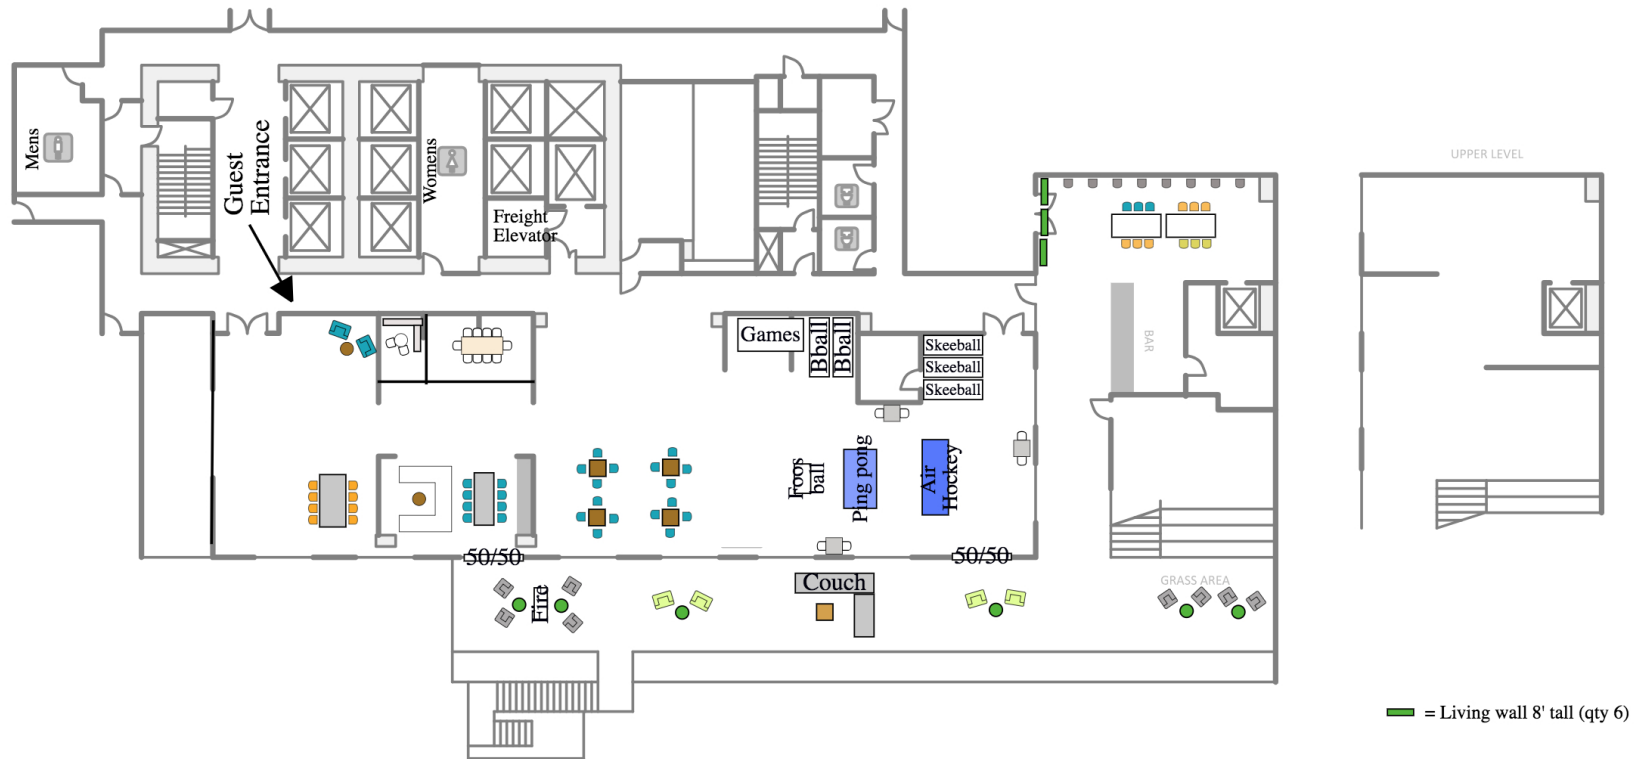 UPPER LEVEL
Mens
Guest
Entrance
Womens
Freight
Elevator
Games
Bball
Bball
Skeeball
Skeeball
Skeeball
BAR
Foos
ball
Ping pong
Air
Hockey
50/50
50/50
Fire
Couch
GRASS AREA
= Living wall 8' tall (qty 6)